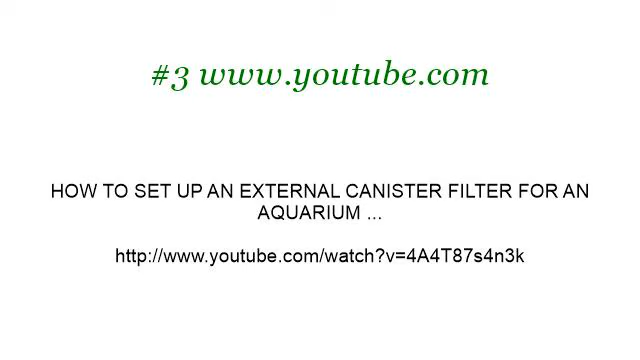 #3 www.youtube.com
HOW TO SET UP AN EXTERNAL CANISTER FILTER FOR AN
AQUARIUM ...
http://www.youtube.com/watch?v=4A4T87s4n3k